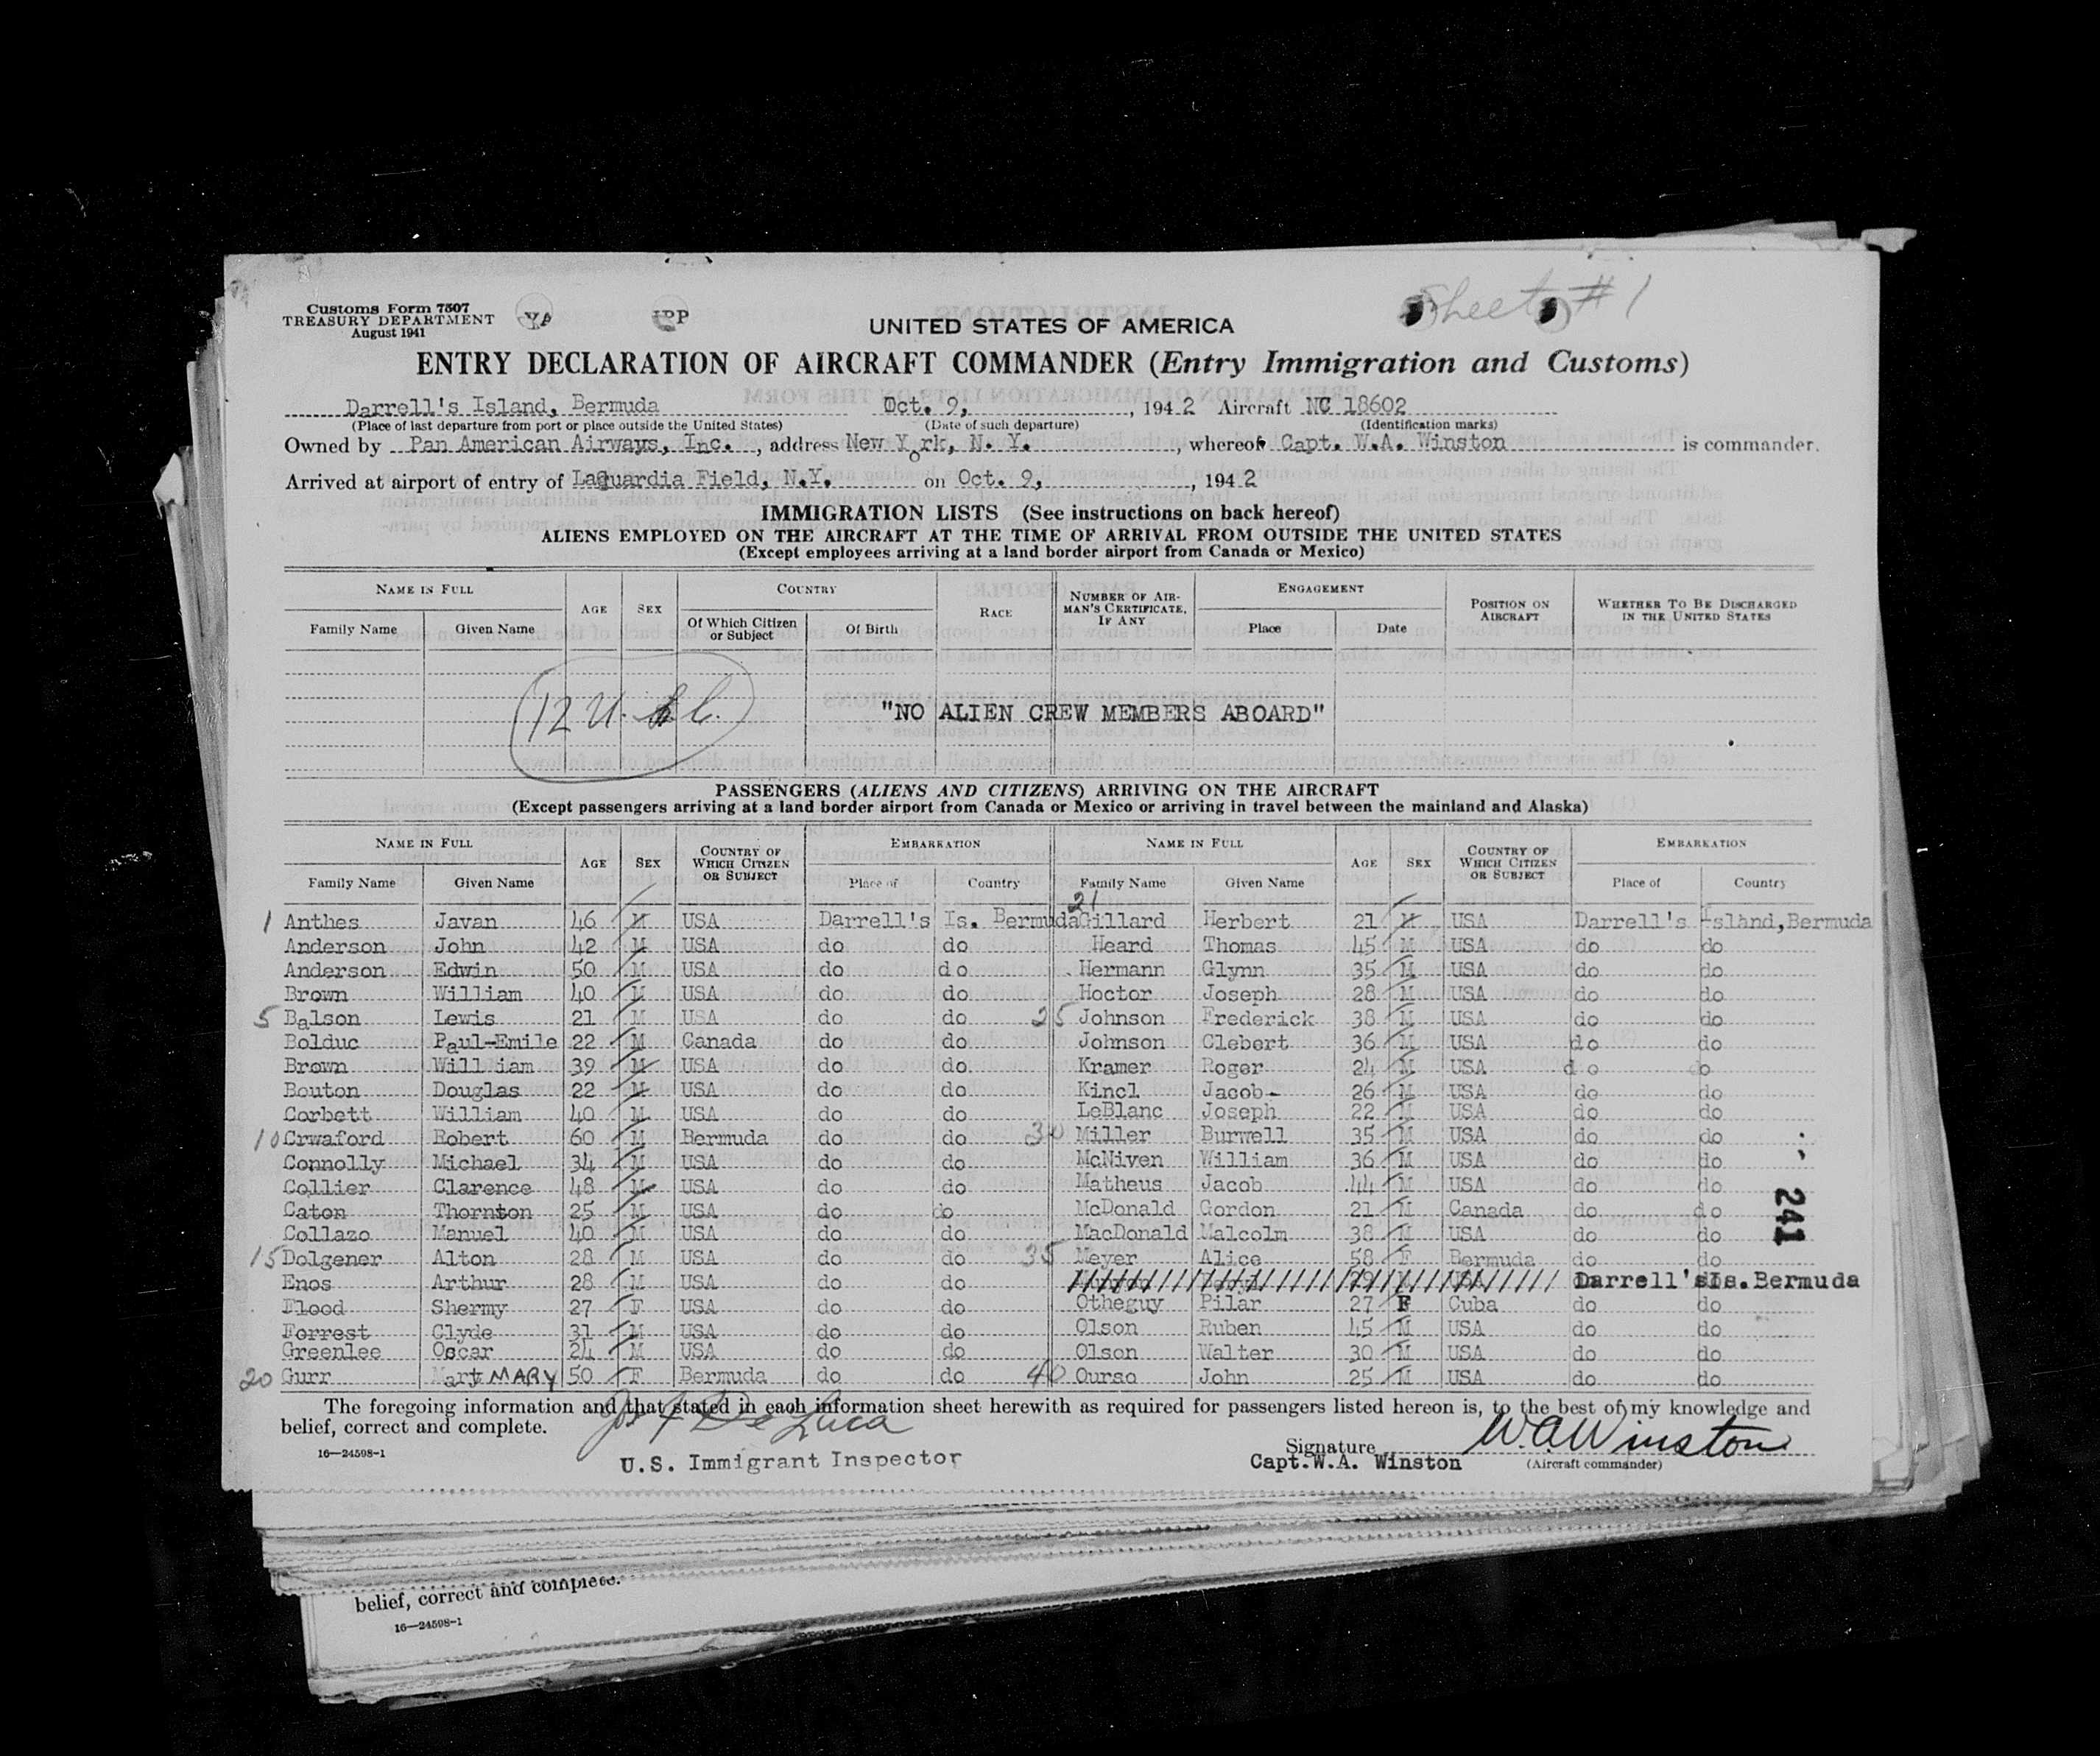 Sheet #1
Customs Form 7507
TREASURY DEPARTMENT
August 1941
UNITED STATES OF AMERICA
ENTRY DECLARATION OF AIRCRAFT COMMANDER (Entry Immigration and Customs)
Darrell's Island, Bermuda Oct. 9, , 194 2 Aircraft NC 18602
(Place of last departure from port or place outside the United States) (Date of such departure) (Identification marks)
Owned by Pan American Airways, Inc. , address New York, N. Y. , whereof Capt. W.A. Winston is commander.
Arrived at airport of entry of LaGuardia Field, N.Y. on Oct. 9, , 194 2
IMMIGRATION LISTS (See instructions on back hereof)
ALIENS EMPLOYED ON THE AIRCRAFT AT THE TIME OF ARRIVAL FROM OUTSIDE THE UNITED STATES
(Except employees arriving at a land border airport from Canada or Mexico)
NAME IN FULL AGE SEX COUNTRY RACE NUMBER OF AIRMAN'S CERTIFICATE, IF ANY ENGAGEMENT POSITION ON AIRCRAFT WHETHER TO BE DISCHARGED IN THE UNITED STATES
Family Name Given Name Of Which Citizen or Subject Of Birth Place Date
12 U.S.C.
"NO ALIEN CREW MEMBERS ABOARD"
PASSENGERS (ALIENS AND CITIZENS) ARRIVING ON THE AIRCRAFT
(Except passengers arriving at a land border airport from Canada or Mexico or arriving in travel between the mainland and Alaska)
NAME IN FULL AGE SEX COUNTRY OF WHICH CITIZEN OR SUBJECT EMBARKATION NAME IN FULL AGE SEX COUNTRY OF WHICH CITIZEN OR SUBJECT EMBARKATION
Family Name Given Name Place of Country Family Name Given Name Place of Country
1 Anthes Javan 46 M USA Darrell's Is. Bermuda 21 Gillard Herbert 21 M USA Darrell's Island, Bermuda
Anderson John 42 M USA do do Heard Thomas 45 M USA do do
Anderson Edwin 50 M USA do do Hermann Glynn 35 M USA do do
Brown William 40 M USA do do Hoctor Joseph 28 M USA do do
5 Balson Lewis 21 M USA do do 25 Johnson Frederick 38 M USA do do
Bolduc Paul-Emile 22 M Canada do do Johnson Clebert 36 M USA do do
Brown William 39 M USA do do Kramer Roger 24 M USA do do
Bouton Douglas 22 M USA do do Kincl Jacob 26 M USA do do
Corbett William 40 M USA do do LeBlanc Joseph 22 M USA do do
10 Crwaford Robert 60 M Bermuda do do 30 Miller Burwell 35 M USA do do
Connolly Michael 34 M USA do do McNiven William 36 M USA do do
Collier Clarence 48 M USA do do Matheus Jacob 44 M USA do do
Caton Thornton 25 M USA do do McDonald Gordon 21 M Canada do do
Collazo Manuel 40 M USA do do MacDonald Malcolm 38 M USA do do
15 Dolgener Alton 28 M USA do do 35 Meyer Alice 58 F Bermuda do do
Enos Arthur 28 M USA do do Darrell's Is. Bermuda
Flood Shermy 27 F USA do do Otheguy Pilar 27 F Cuba do do
Forrest Clyde 31 M USA do do Olson Ruben 45 M USA do do
Greenlee Oscar 24 M USA do do Olson Walter 30 M USA do do
20 Gurr Mary MARY 50 F Bermuda do do 40 Ourso John 25 M USA do do
241
The foregoing information and that stated in each information sheet herewith as required for passengers listed hereon is, to the best of my knowledge and
belief, correct and complete.
Jos F DeLuca
16—24598-1
U.S. Immigrant Inspector
Signature W.A. Winston
Capt. W.A. Winston (Aircraft commander)
belief, correct and complete.
16—24598-1